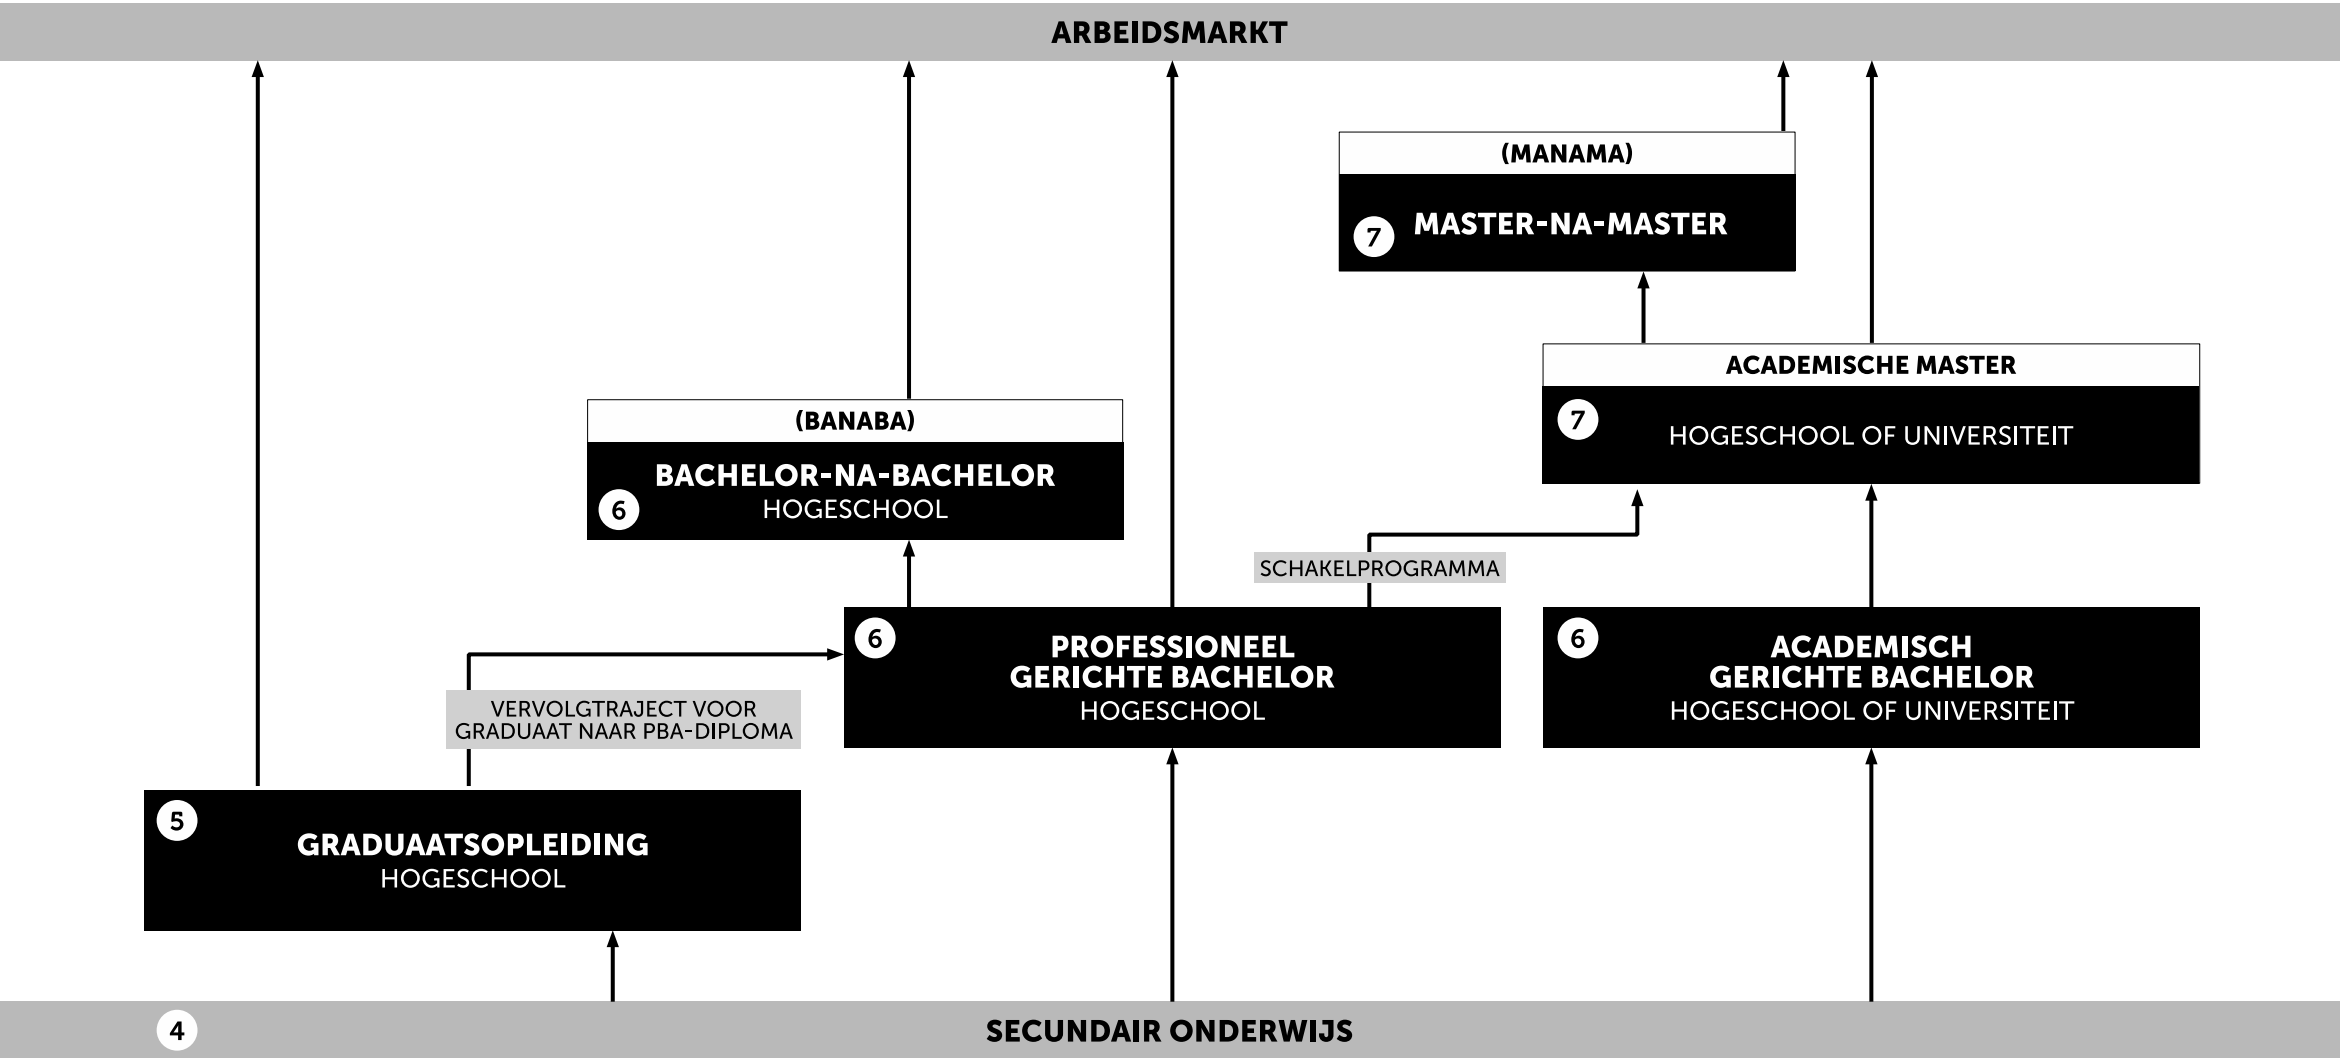 ARBEIDSMARKT
(MANAMA)
7
MASTER-NA-MASTER
ACADEMISCHE MASTER
7
HOGESCHOOL OF UNIVERSITEIT
(BANABA)
BACHELOR-NA-BACHELOR
6
HOGESCHOOL
SCHAKELPROGRAMMA
6
PROFESSIONEEL
GERICHTE BACHELOR
HOGESCHOOL
6
ACADEMISCH
GERICHTE BACHELOR
HOGESCHOOL OF UNIVERSITEIT
VERVOLGTRAJECT VOOR
GRADUAAT NAAR PBA-DIPLOMA
5
GRADUAATSOPLEIDING
HOGESCHOOL
4
SECUNDAIR ONDERWIJS